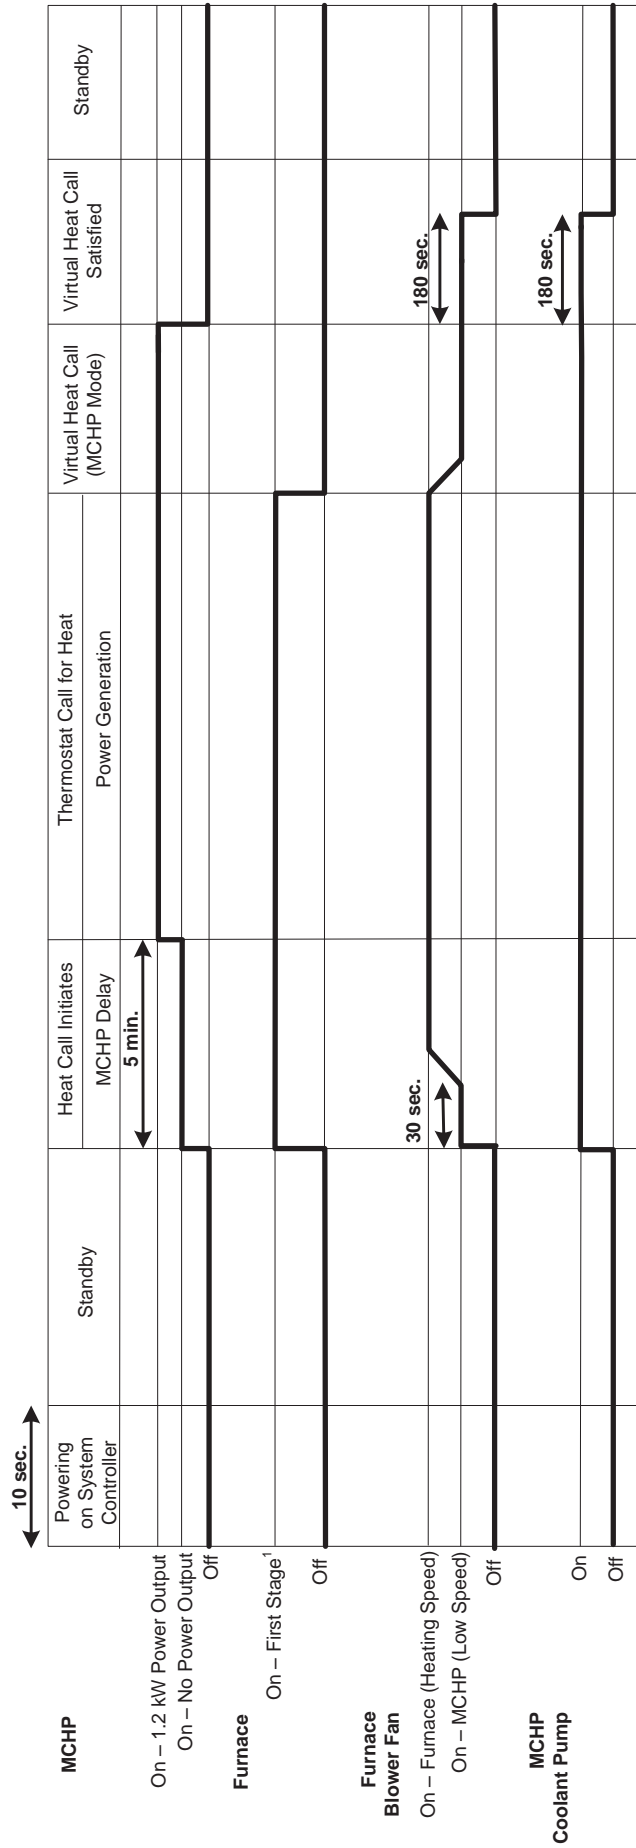 10 sec.
Powering
on System
Controller
Standby
Heat Call Initiates
MCHP Delay
5 min.
Thermostat Call for Heat
Power Generation
Virtual Heat Call
(MCHP Mode)
Virtual Heat Call
Satisfied
Standby
MCHP
On – 1.2 kW Power Output
On – No Power Output
Off
Furnace
On – First Stage¹
Off
Furnace
Blower Fan
On – Furnace (Heating Speed)
On – MCHP (Low Speed)
Off
30 sec.
180 sec.
MCHP
Coolant Pump
On
Off
180 sec.